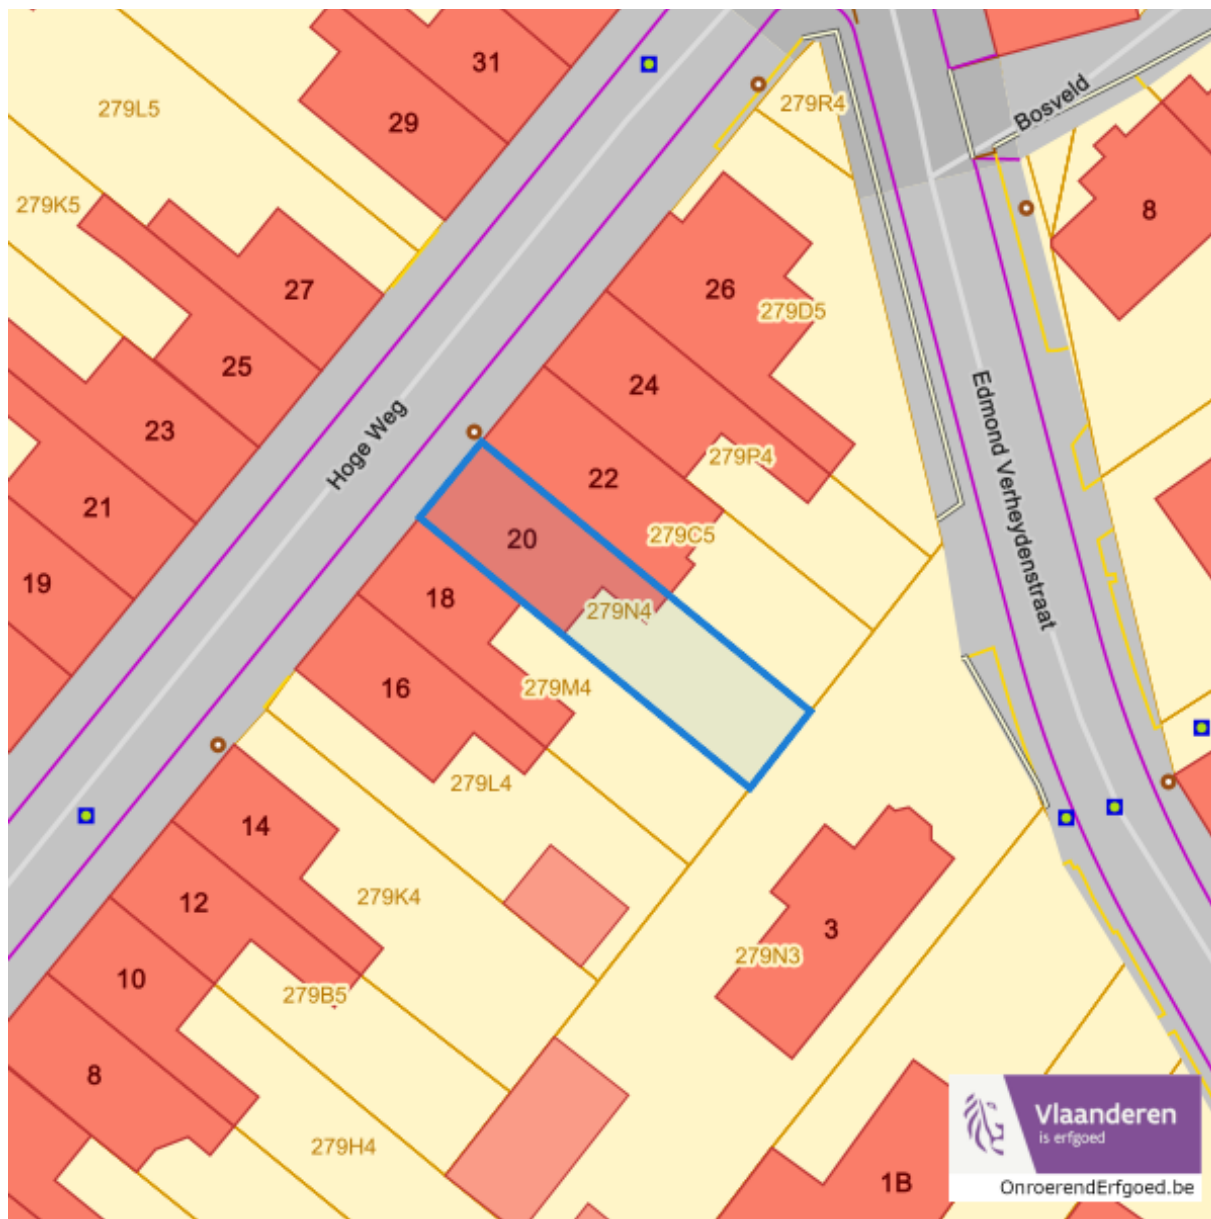 31
279L5
29
279R4
Bosveld
279K5
8
27
26
279D5
25
24
Edmond Verheydenstraat
Hoge Weg
23
279P4
22
21
279C5
20
19
18
279N4
16
279M4
279L4
14
12
279K4
3
279N3
10
279B5
8
279H4
1B
Vlaanderen
is erfgoed
OnroerendErfgoed.be